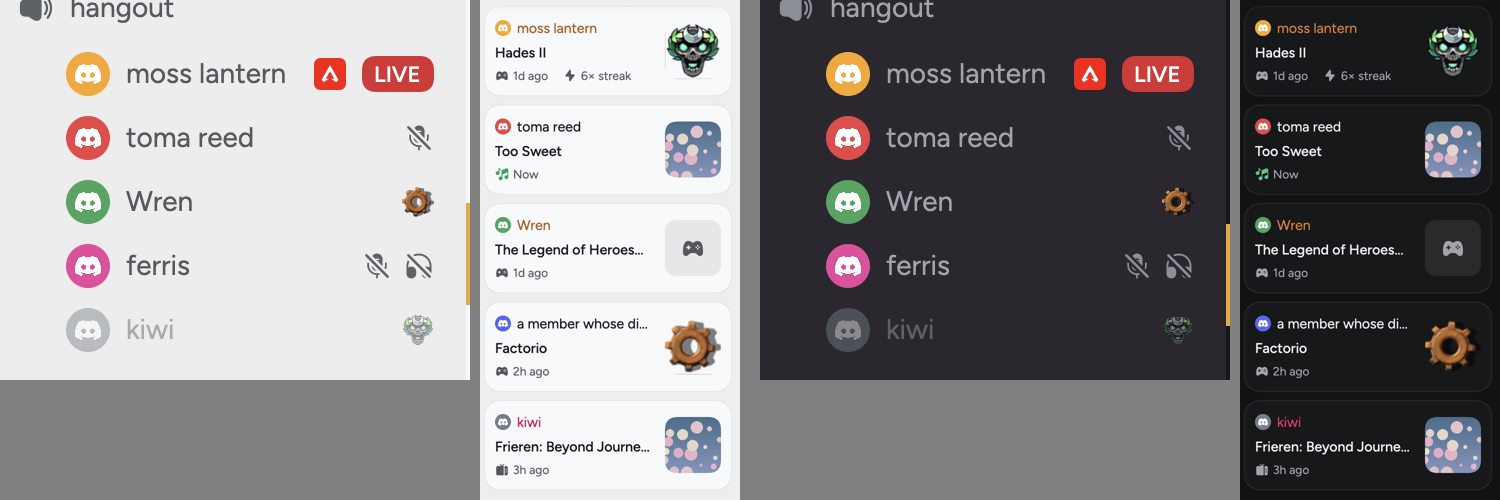 hangout
moss lantern
LIVE
toma reed
Wren
ferris
kiwi
moss lantern
Hades II
1d ago 6× streak
toma reed
Too Sweet
Now
Wren
The Legend of Heroes...
1d ago
a member whose di...
Factorio
2h ago
kiwi
Frieren: Beyond Journe...
3h ago
hangout
moss lantern
LIVE
toma reed
Wren
ferris
kiwi
moss lantern
Hades II
1d ago 6× streak
toma reed
Too Sweet
Now
Wren
The Legend of Heroes...
1d ago
a member whose di...
Factorio
2h ago
kiwi
Frieren: Beyond Journe...
3h ago